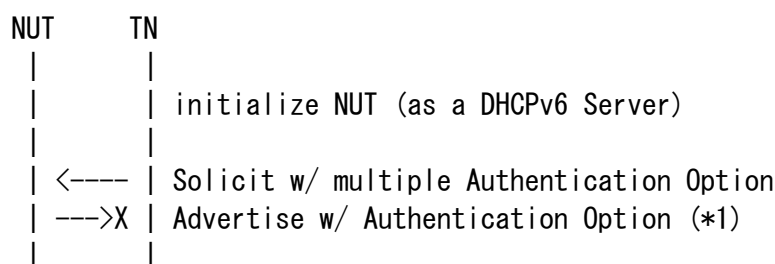 NUT TN
| |
| | initialize NUT (as a DHCPv6 Server)
| |
| <---- | Solicit w/ multiple Authentication Option
| --->X | Advertise w/ Authentication Option (*1)
| |